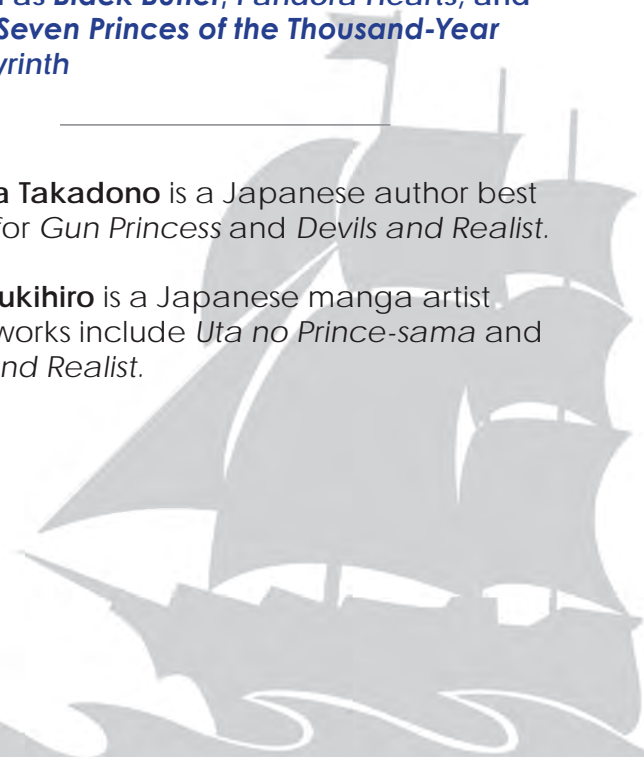 as Black Butler, Pandora Hearts, and
Seven Princes of the Thousand-Year
yrinth
a Takadono is a Japanese author best
for Gun Princess and Devils and Realist.
ukihiro is a Japanese manga artist
works include Uta no Prince-sama and
nd Realist.